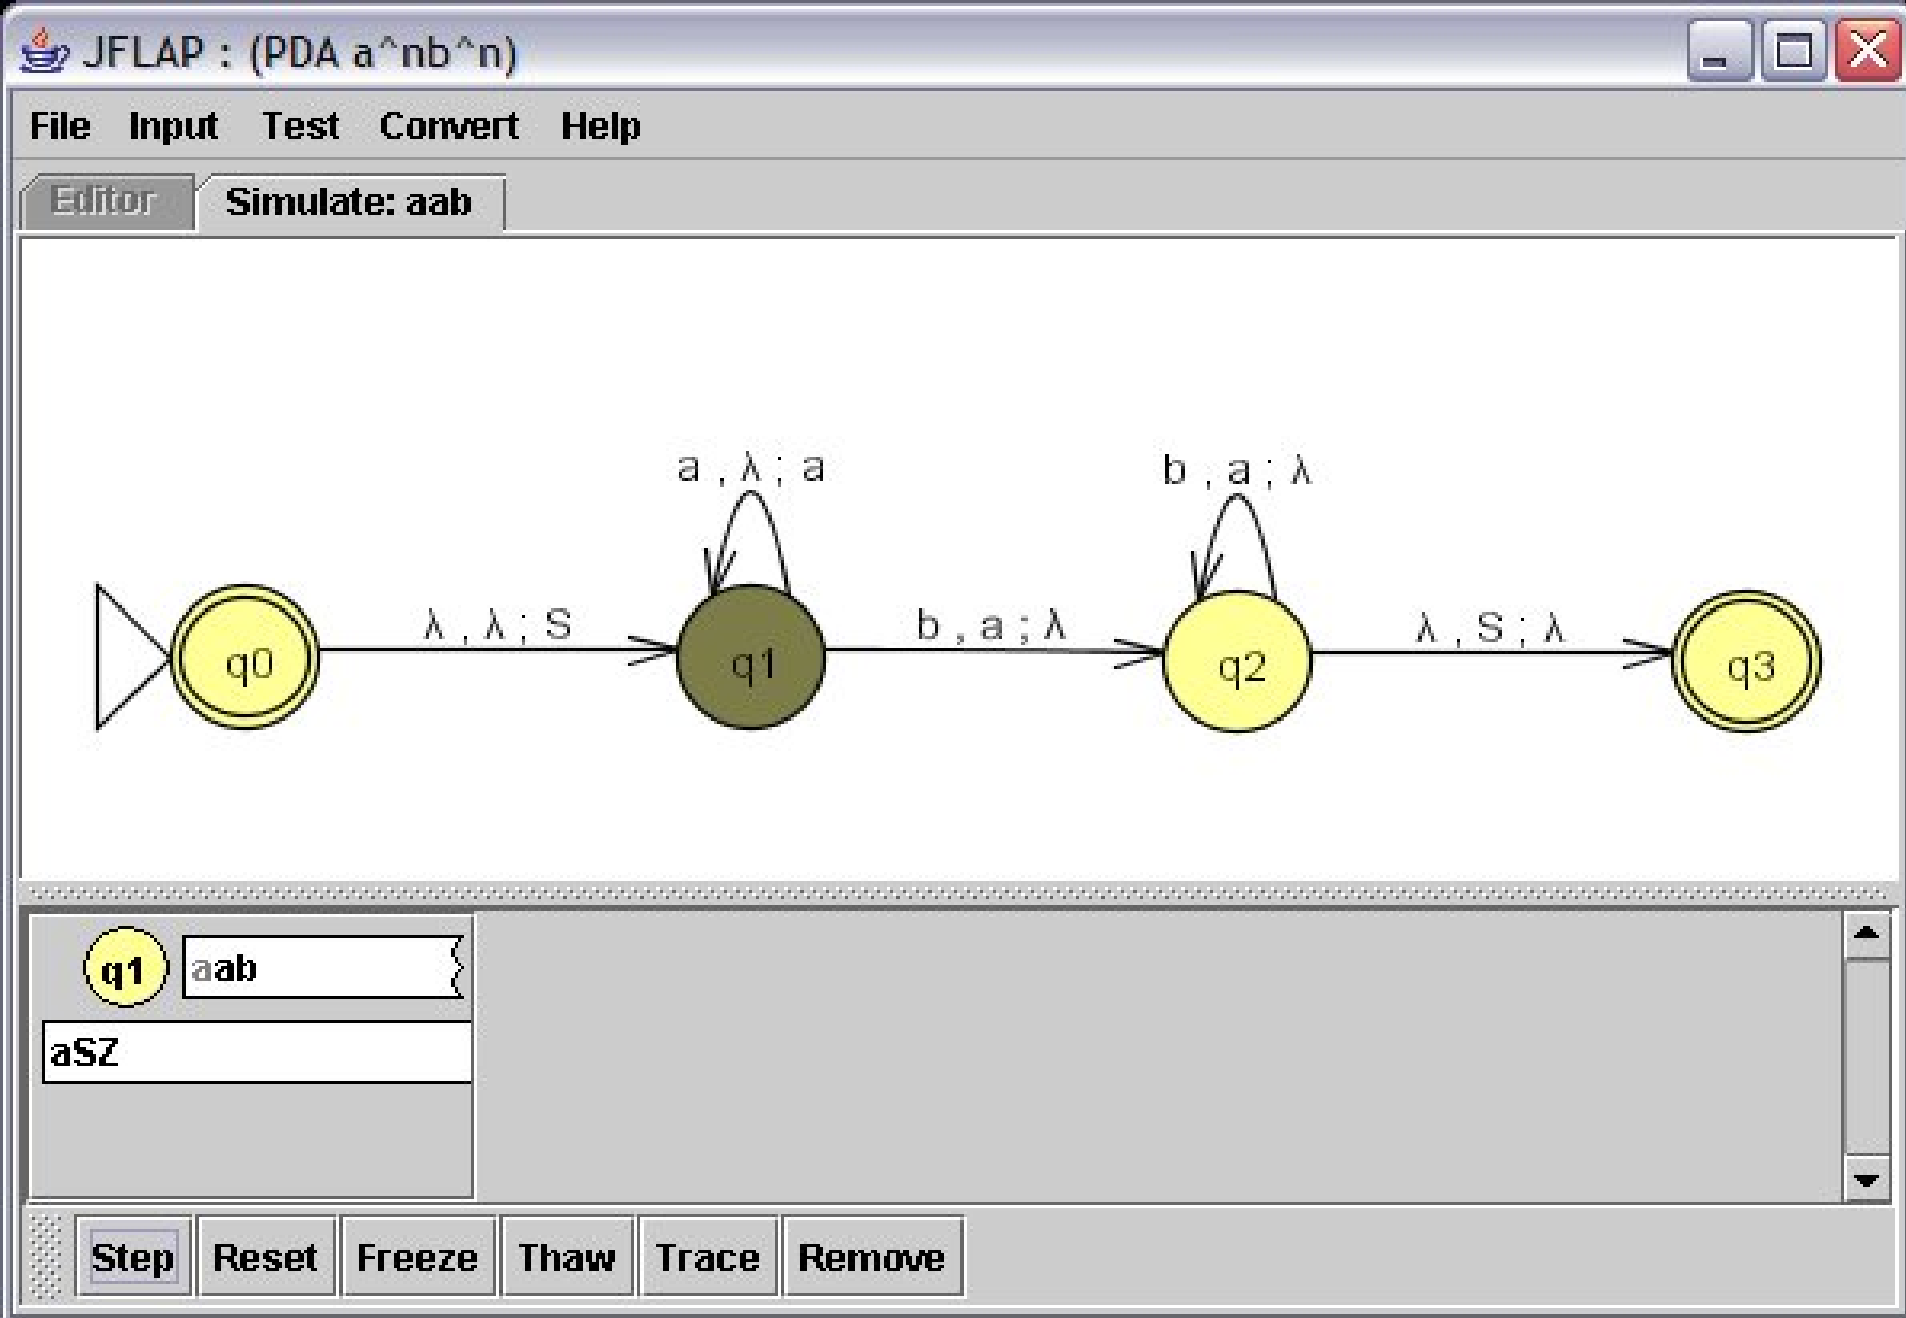 JFLAP : (PDA a^nb^n)
File Input Test Convert Help
Editor Simulate: aab
a , λ ; a b , a ; λ
λ , λ ; S b , a ; λ λ , S ; λ
q0 q1 q2 q3
q1 aab
aSZ
Step Reset Freeze Thaw Trace Remove